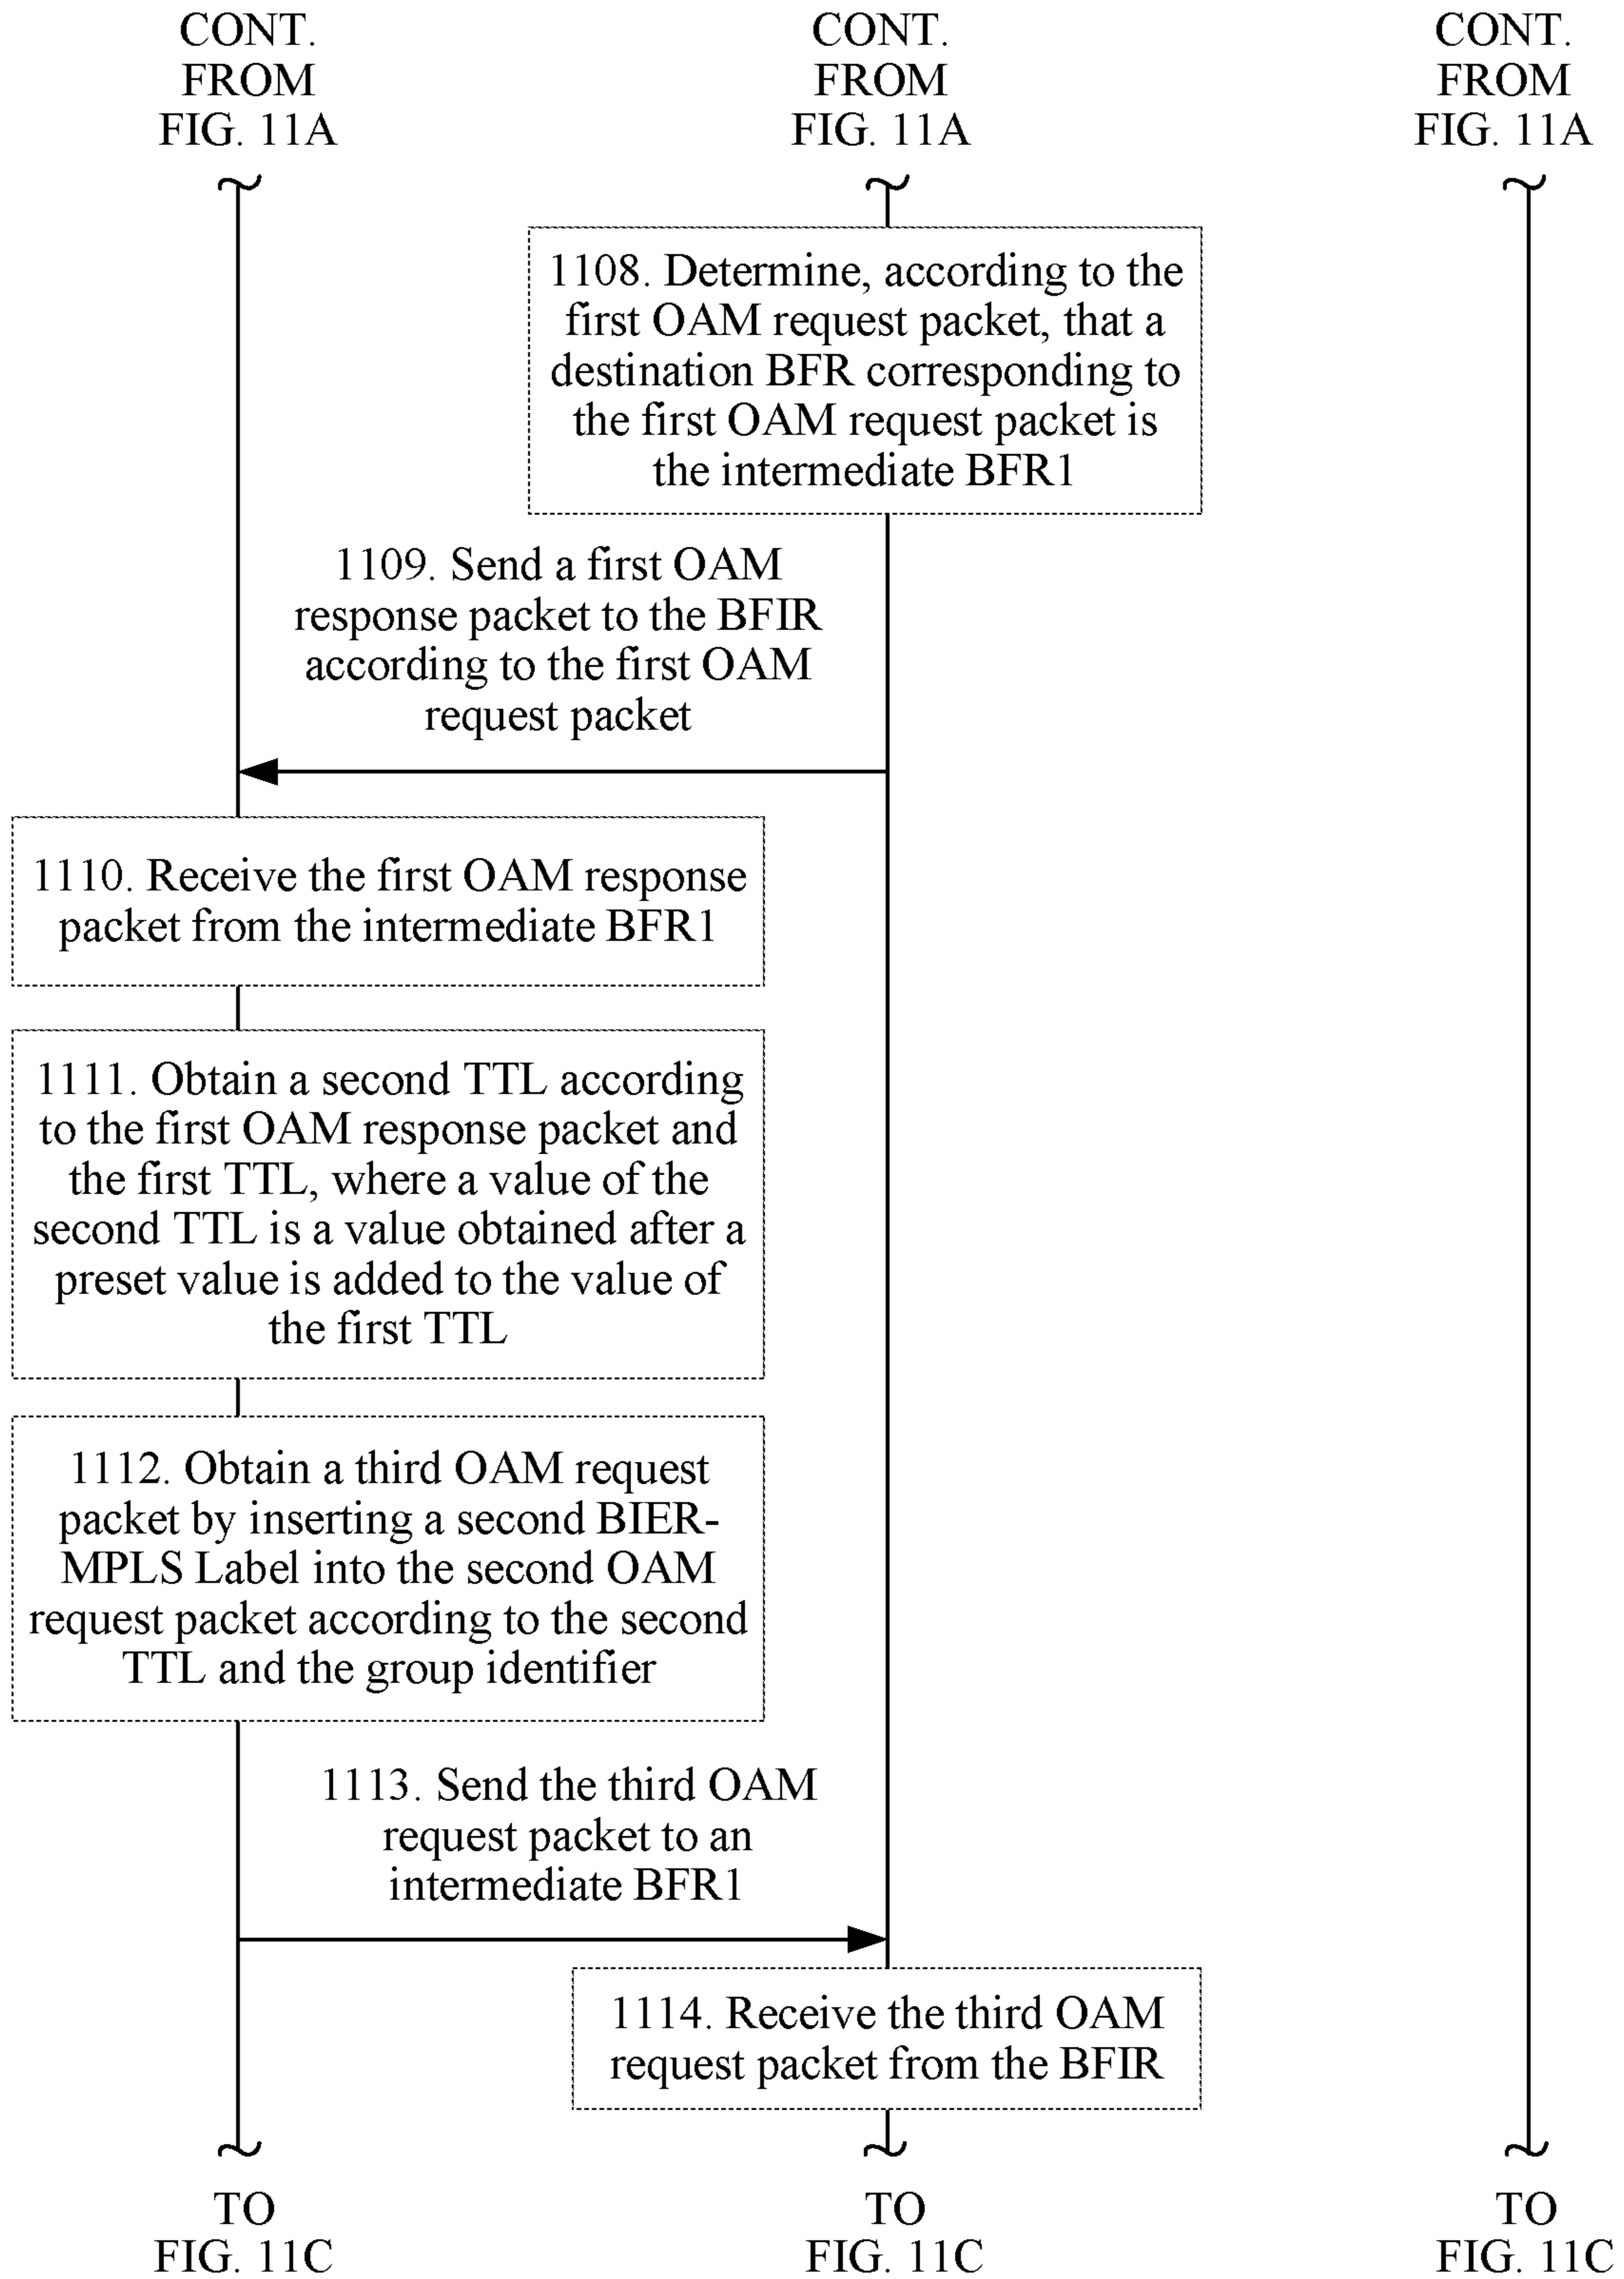 CONT.
FROM
FIG. 11A
CONT.
FROM
FIG. 11A
CONT.
FROM
FIG. 11A
1108. Determine, according to the
first OAM request packet, that a
destination BFR corresponding to
the first OAM request packet is
the intermediate BFR1
1109. Send a first OAM
response packet to the BFIR
according to the first OAM
request packet
1110. Receive the first OAM response
packet from the intermediate BFR1
1111. Obtain a second TTL according
to the first OAM response packet and
the first TTL, where a value of the
second TTL is a value obtained after a
preset value is added to the value of
the first TTL
1112. Obtain a third OAM request
packet by inserting a second BIER-
MPLS Label into the second OAM
request packet according to the second
TTL and the group identifier
1113. Send the third OAM
request packet to an
intermediate BFR1
1114. Receive the third OAM
request packet from the BFIR
TO
FIG. 11C
TO
FIG. 11C
TO
FIG. 11C